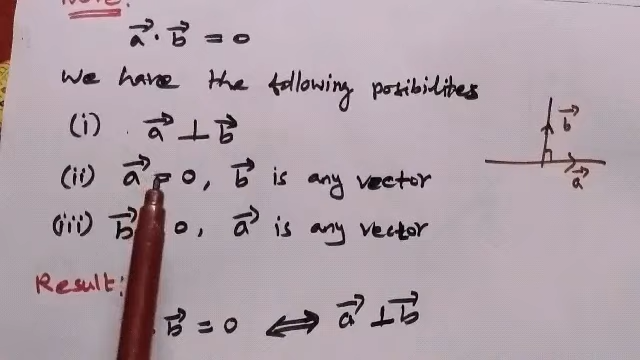 Note:
a⃗ · b⃗ = 0
We have the following posibilites
(i) a⃗ ⊥ b⃗
(ii) a⃗ = 0, b⃗ is any vector
(iii) b⃗ 0, a⃗ is any vector
b⃗
a⃗
Result:
. b⃗ = 0 ⟺ a⃗ ⊥ b⃗